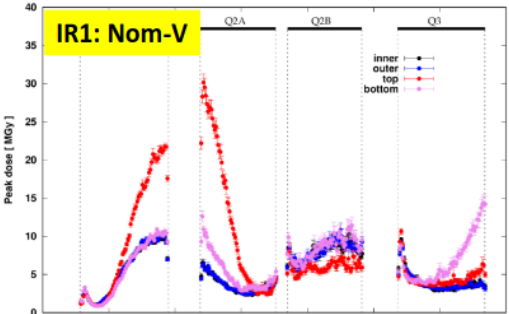 IR1: Nom-V
Q2A
Q2B
Q3
inner
outer
top
bottom
Peak dose [ MGy ]
40
35
30
25
20
15
10
5
0